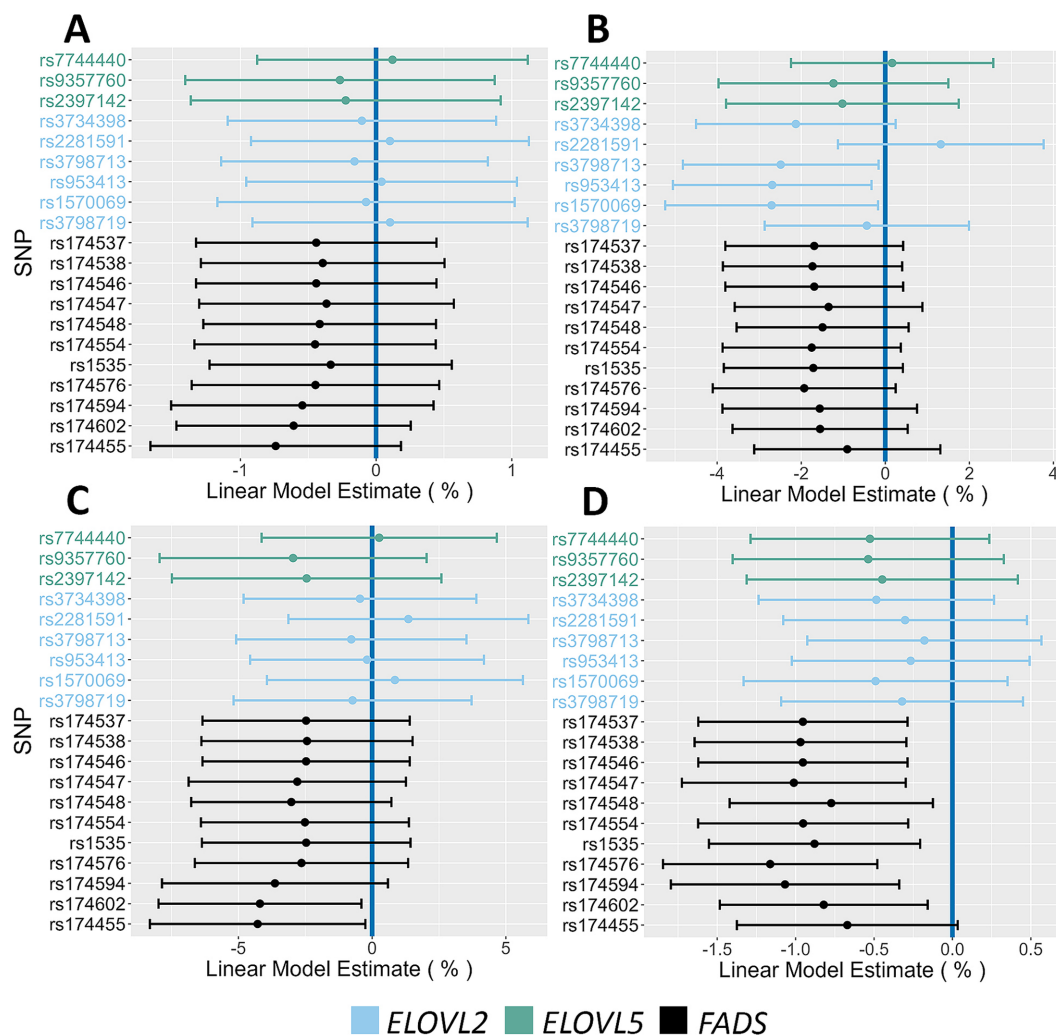 A
rs7744440
rs9357760
rs2397142
rs3734398
rs2281591
rs3798713
rs953413
rs1570069
rs3798719
rs174537
rs174538
rs174546
rs174547
rs174548
rs174554
rs1535
rs174576
rs174594
rs174602
rs174455
SNP
-1 0 1
Linear Model Estimate ( % )
B
rs7744440
rs9357760
rs2397142
rs3734398
rs2281591
rs3798713
rs953413
rs1570069
rs3798719
rs174537
rs174538
rs174546
rs174547
rs174548
rs174554
rs1535
rs174576
rs174594
rs174602
rs174455
-4 -2 0 2 4
Linear Model Estimate ( % )
C
rs7744440
rs9357760
rs2397142
rs3734398
rs2281591
rs3798713
rs953413
rs1570069
rs3798719
rs174537
rs174538
rs174546
rs174547
rs174548
rs174554
rs1535
rs174576
rs174594
rs174602
rs174455
SNP
-5 0 5
Linear Model Estimate ( % )
D
rs7744440
rs9357760
rs2397142
rs3734398
rs2281591
rs3798713
rs953413
rs1570069
rs3798719
rs174537
rs174538
rs174546
rs174547
rs174548
rs174554
rs1535
rs174576
rs174594
rs174602
rs174455
-1.5 -1.0 -0.5 0.0 0.5
Linear Model Estimate ( % )
ELOVL2 ELOVL5 FADS